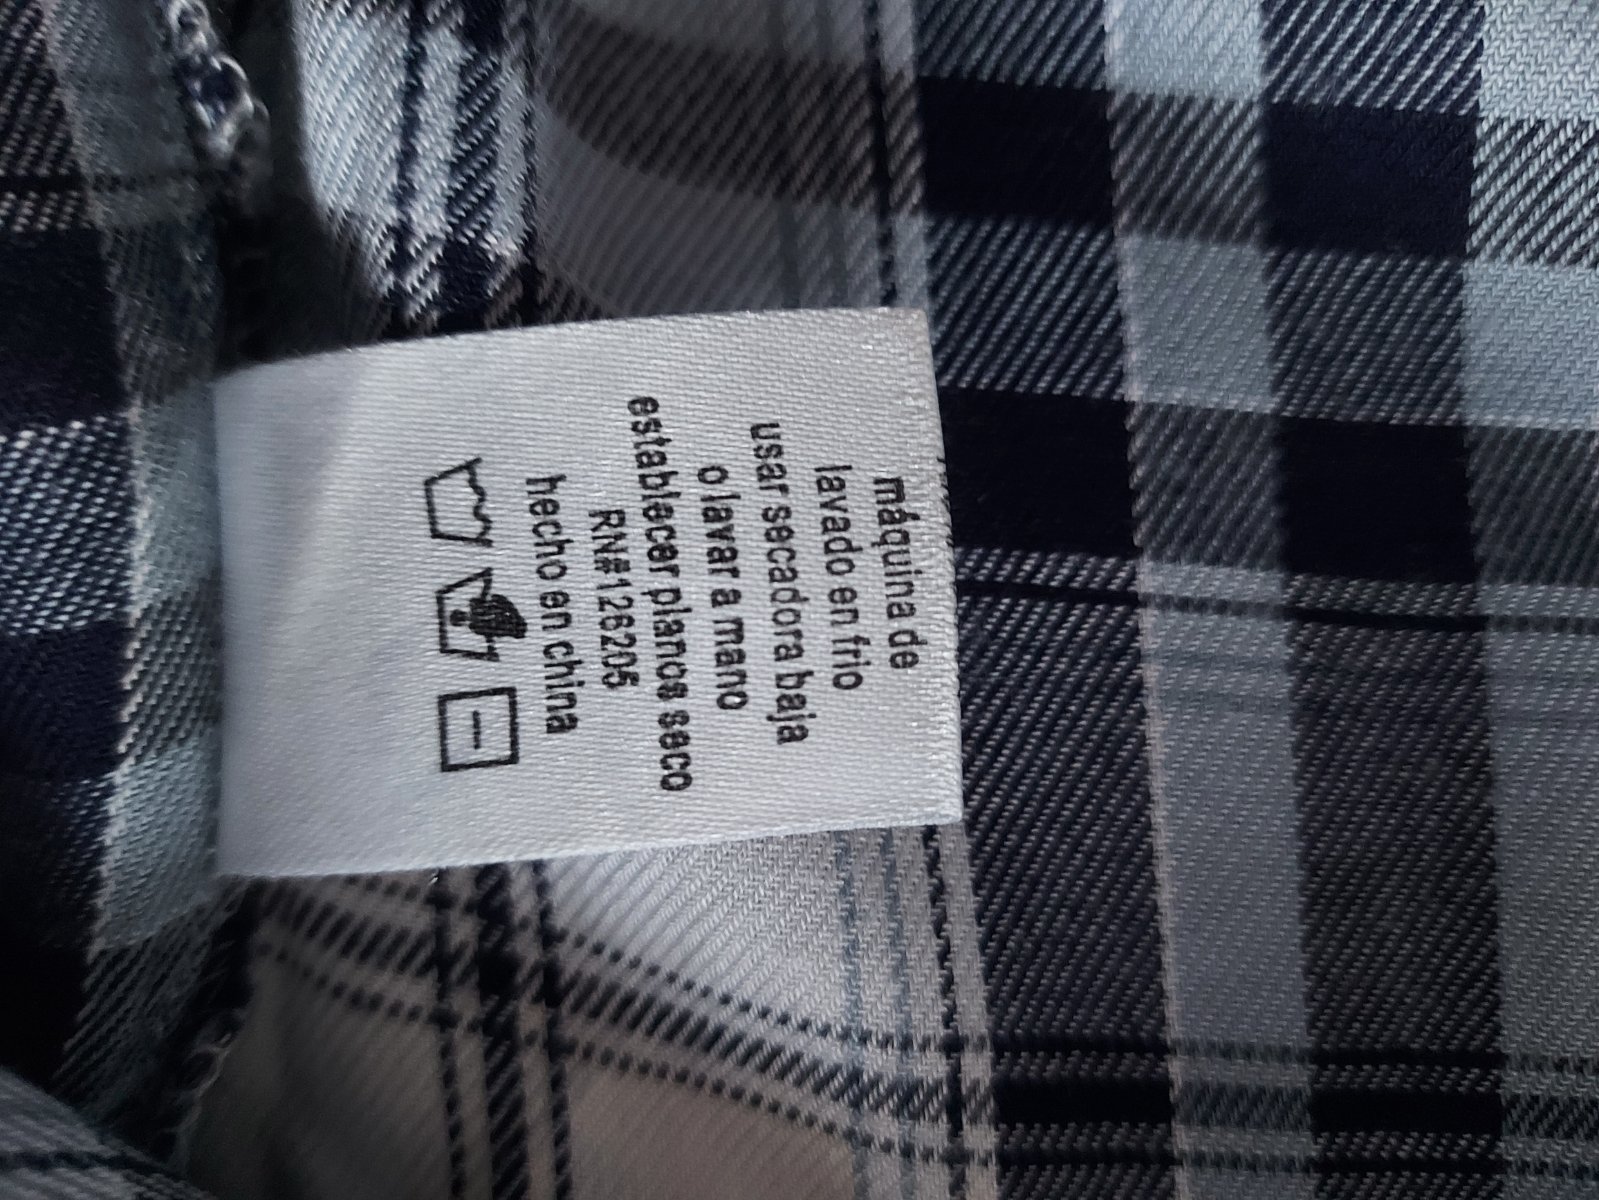 máquina de
lavado en frio
usar secadora baja
o lavar a mano
establecer planos seco
RN#126205
hecho en china